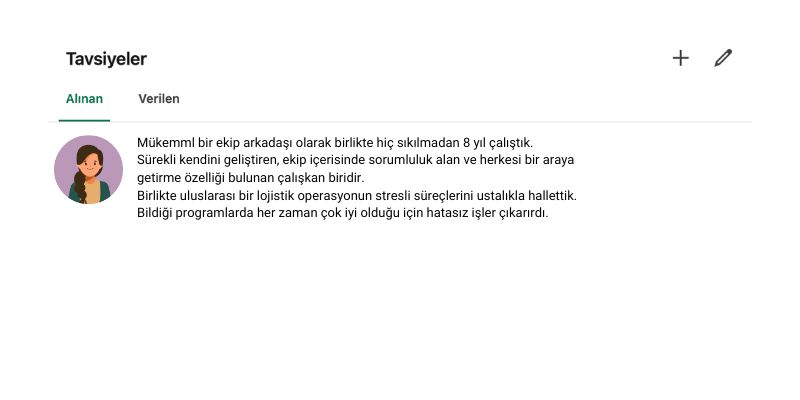 Tavsiyeler
Alınan
Verilen
Mükemml bir ekip arkadaşı olarak birlikte hiç sıkılmadan 8 yıl çalıştık.
Sürekli kendini geliştiren, ekip içerisinde sorumluluk alan ve herkesi bir araya
getirme özelliği bulunan çalışkan biridir.
Birlikte uluslarası bir lojistik operasyonun stresli süreçlerini ustalıkla hallettik.
Bildiği programlarda her zaman çok iyi olduğu için hatasız işler çıkarırdı.